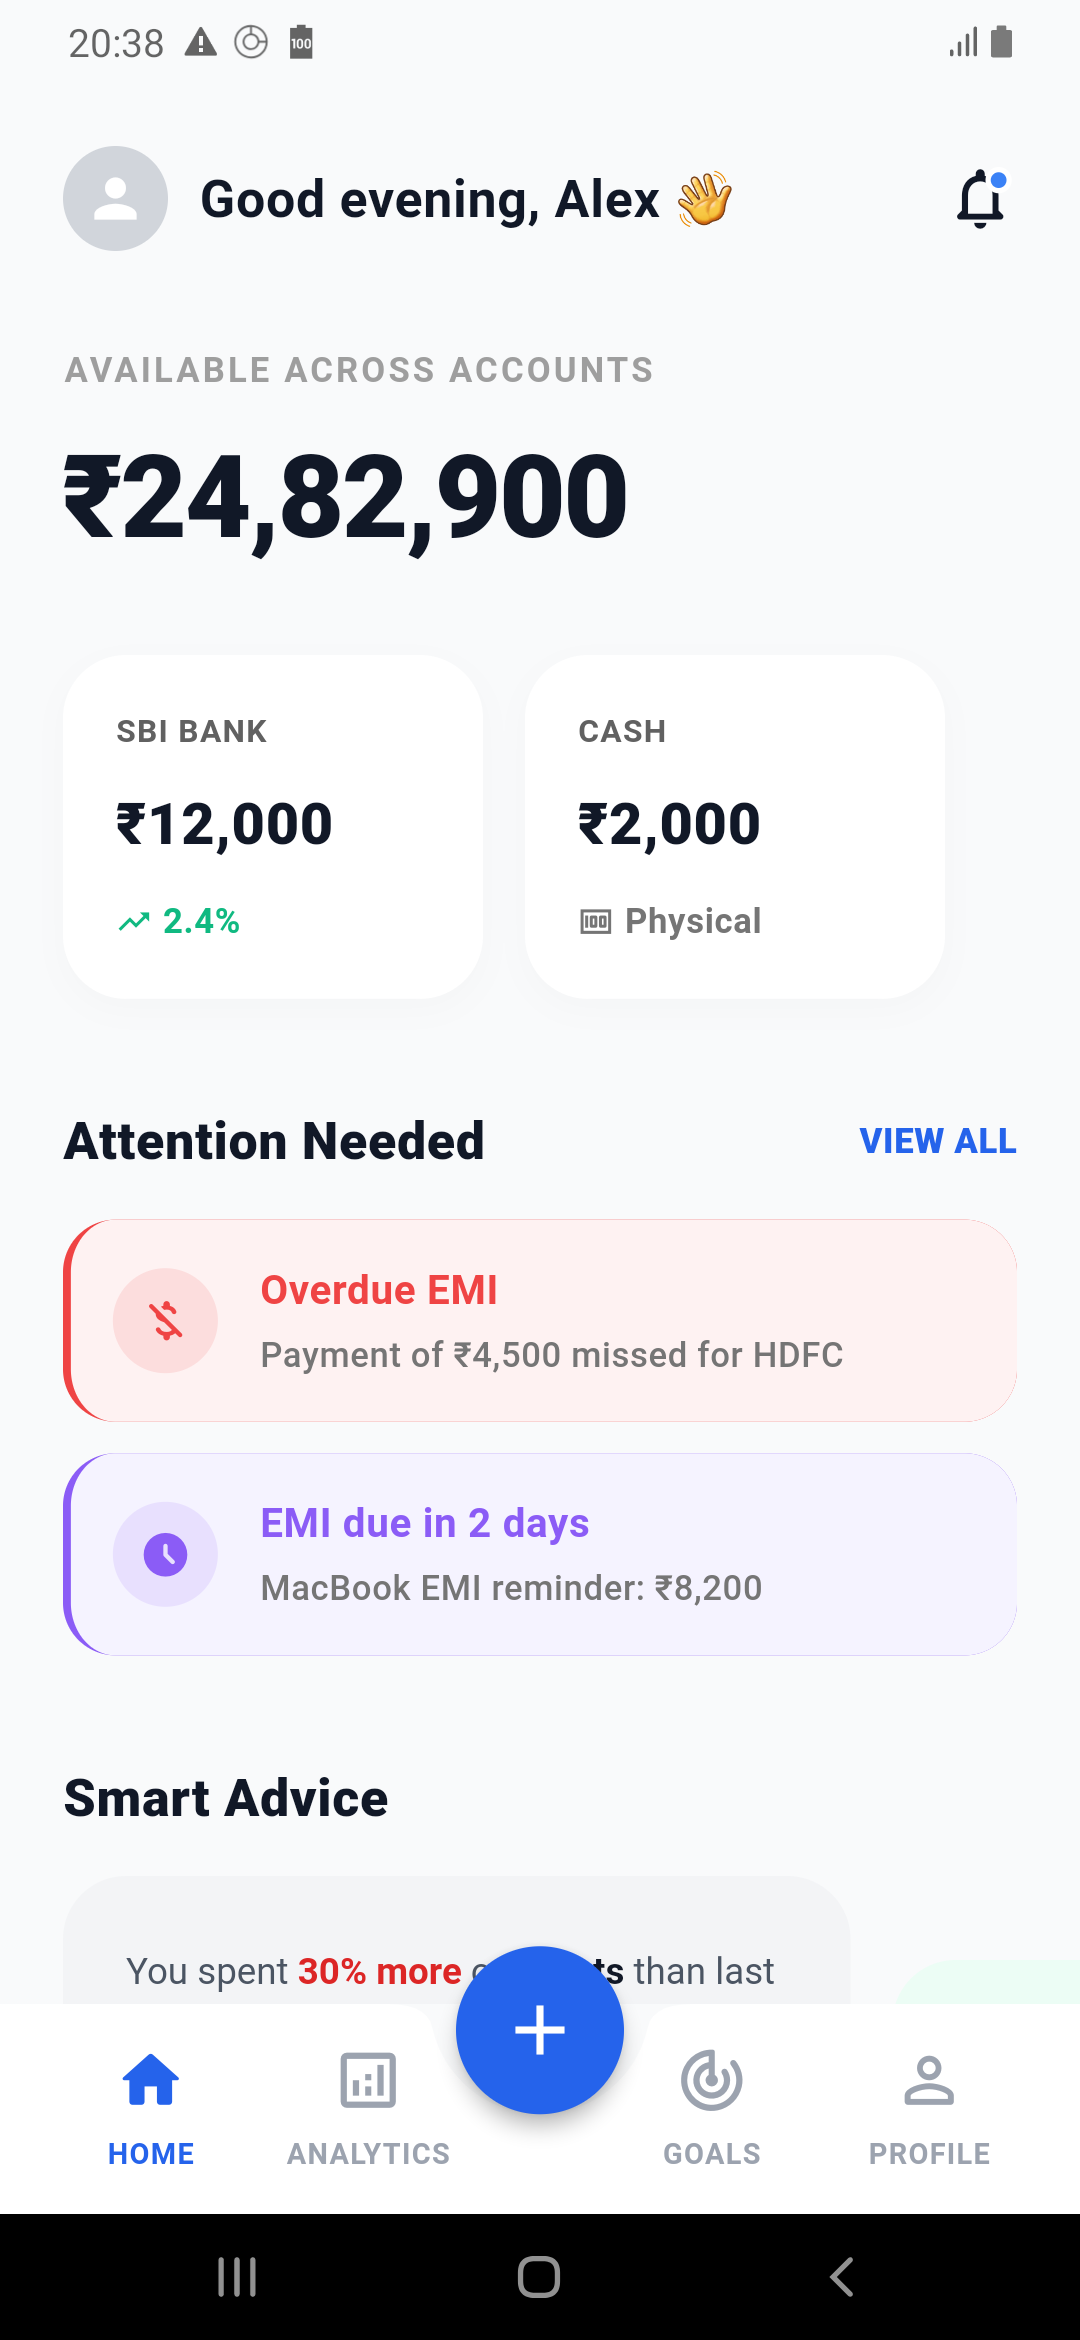 20:38
100
Good evening, Alex 👋
AVAILABLE ACROSS ACCOUNTS
₹24,82,900
SBI BANK
₹12,000
2.4%
CASH
₹2,000
Physical
Attention Needed
VIEW ALL
Overdue EMI
Payment of ₹4,500 missed for HDFC
EMI due in 2 days
MacBook EMI reminder: ₹8,200
Smart Advice
You spent 30% more than last
HOME
ANALYTICS
GOALS
PROFILE